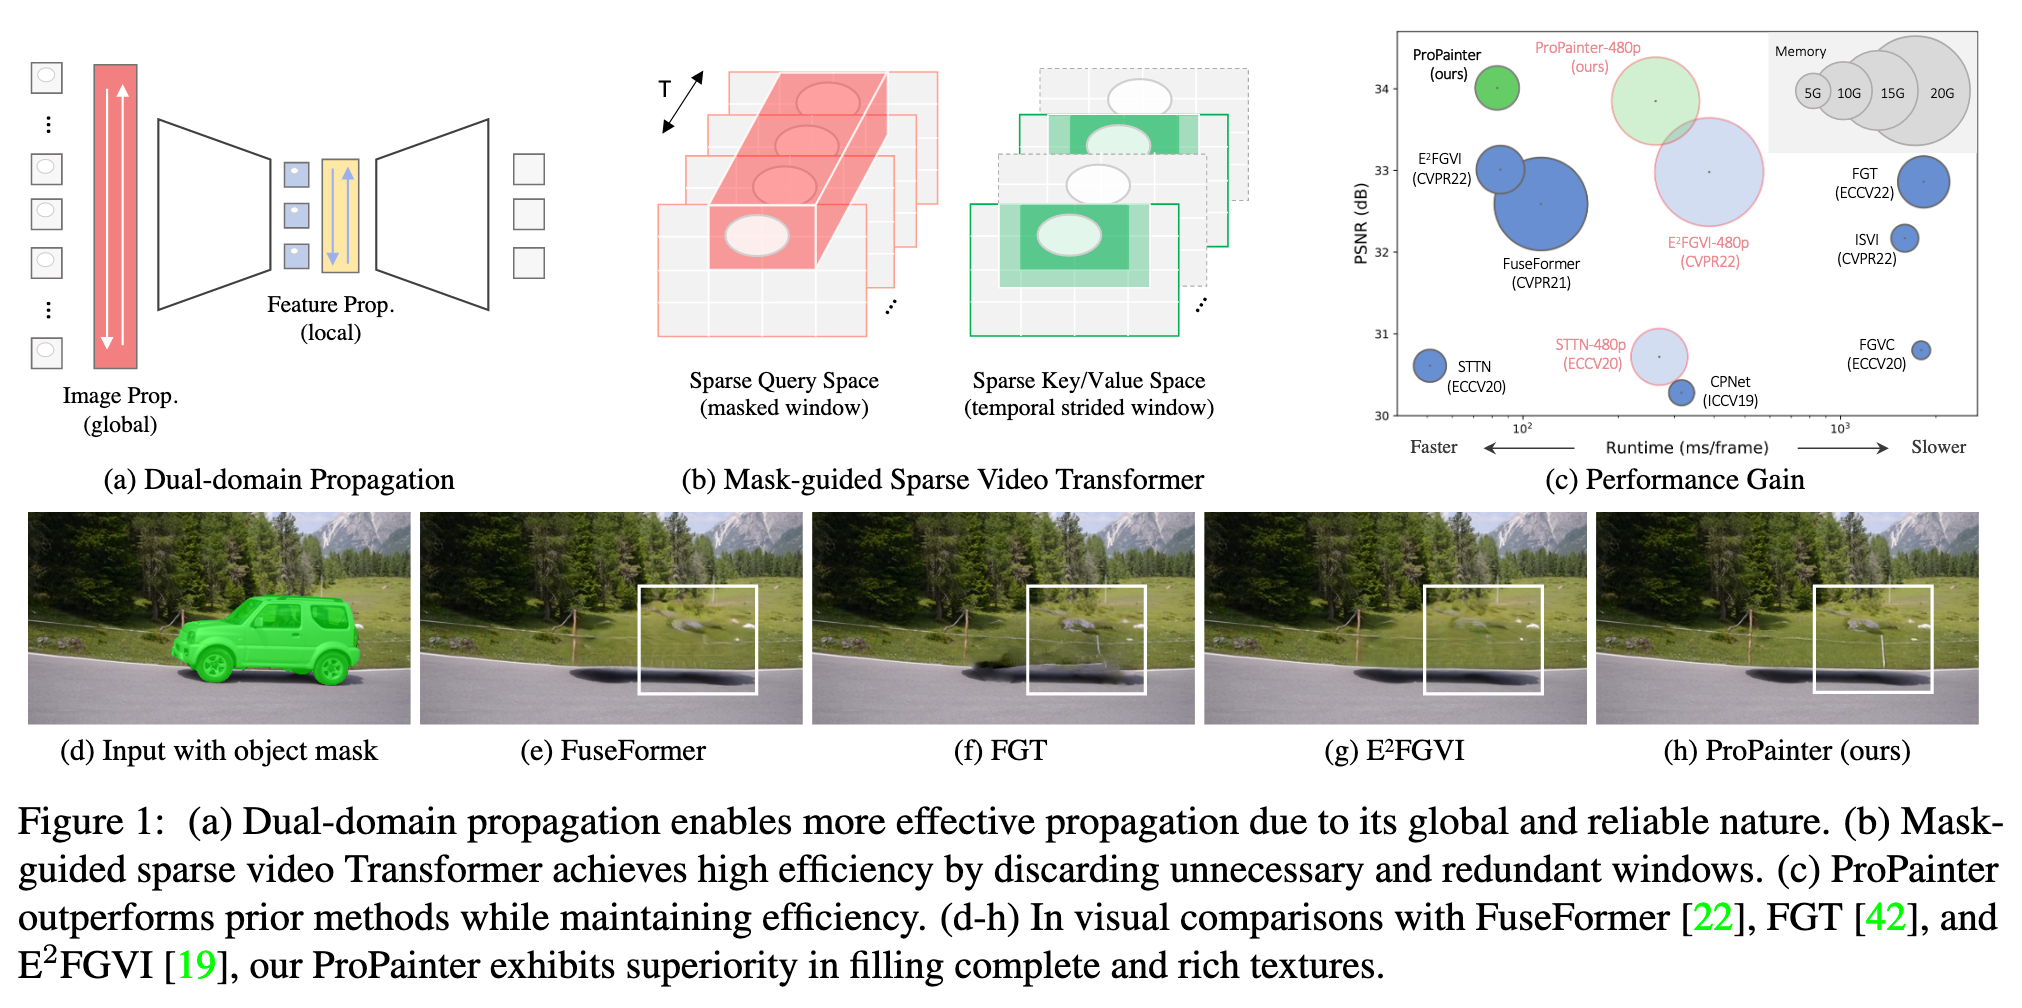 Image Prop.
(global)
Feature Prop.
(local)
(a) Dual-domain Propagation
T
Sparse Query Space
(masked window)
Sparse Key/Value Space
(temporal strided window)
(b) Mask-guided Sparse Video Transformer
PSNR (dB)
34
33
32
31
30
ProPainter
(ours)
ProPainter-480p
(ours)
Memory
5G
10G
15G
20G
E²FGVI
(CVPR22)
FuseFormer
(CVPR21)
E²FGVI-480p
(CVPR22)
FGT
(ECCV22)
ISVI
(CVPR22)
STTN
(ECCV20)
STTN-480p
(ECCV20)
CPNet
(ICCV19)
FGVC
(ECCV20)
10²
10³
Faster
Runtime (ms/frame)
Slower
(c) Performance Gain
(d) Input with object mask
(e) FuseFormer
(f) FGT
(g) E²FGVI
(h) ProPainter (ours)
Figure 1: (a) Dual-domain propagation enables more effective propagation due to its global and reliable nature. (b) Mask-
guided sparse video Transformer achieves high efficiency by discarding unnecessary and redundant windows. (c) ProPainter
outperforms prior methods while maintaining efficiency. (d-h) In visual comparisons with FuseFormer [22], FGT [42], and
E²FGVI [19], our ProPainter exhibits superiority in filling complete and rich textures.